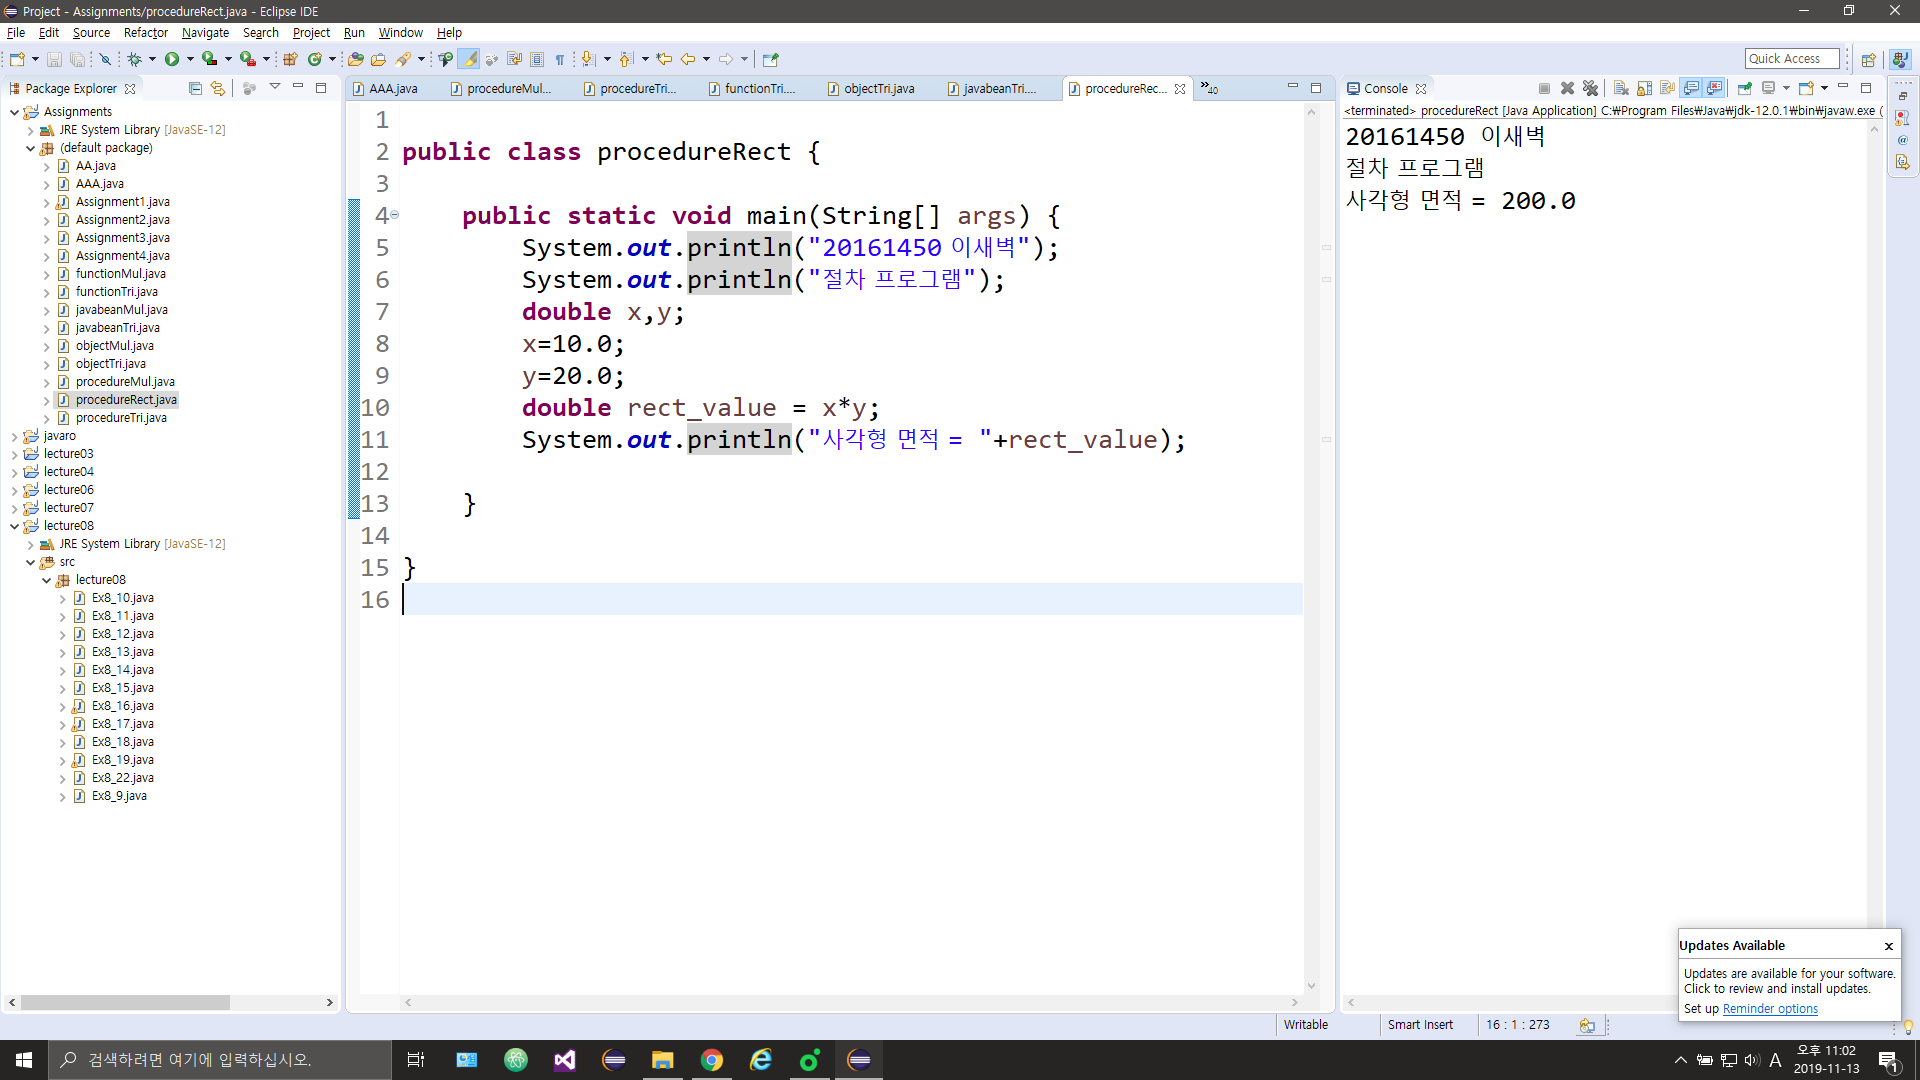 Project - Assignments/procedureRect.java - Eclipse IDE
File Edit Source Refactor Navigate Search Project Run Window Help
Quick Access
Package Explorer
Assignments
JRE System Library [JavaSE-12]
(default package)
AA.java
AAA.java
Assignment1.java
Assignment2.java
Assignment3.java
Assignment4.java
functionMul.java
functionTri.java
javabeanMul.java
javabeanTri.java
objectMul.java
objectTri.java
procedureMul.java
procedureRect.java
procedureTri.java
javaro
lecture03
lecture04
lecture06
lecture07
lecture08
JRE System Library [JavaSE-12]
src
lecture08
Ex8_10.java
Ex8_11.java
Ex8_12.java
Ex8_13.java
Ex8_14.java
Ex8_15.java
Ex8_16.java
Ex8_17.java
Ex8_18.java
Ex8_19.java
Ex8_22.java
Ex8_9.java
AAA.java procedureMul... procedureTri... functionTri.... objectTri.java javabeanTri.... procedureRec... »40
1
2 public class procedureRect {
3
4 public static void main(String[] args) {
5 System.out.println("20161450 이새벽");
6 System.out.println("절차 프로그램");
7 double x,y;
8 x=10.0;
9 y=20.0;
10 double rect_value = x*y;
11 System.out.println("사각형 면적 = "+rect_value);
12
13 }
14
15 }
16
Console
<terminated> procedureRect [Java Application] C:₩Program Files₩Java₩jdk-12.0.1₩bin₩javaw.exe (
20161450 이새벽
절차 프로그램
사각형 면적 = 200.0
Updates Available
Updates are available for your software.
Click to review and install updates.
Set up Reminder options
Writable Smart Insert 16 : 1 : 273
검색하려면 여기에 입력하십시오.
A
오후 11:02
2019-11-13
1